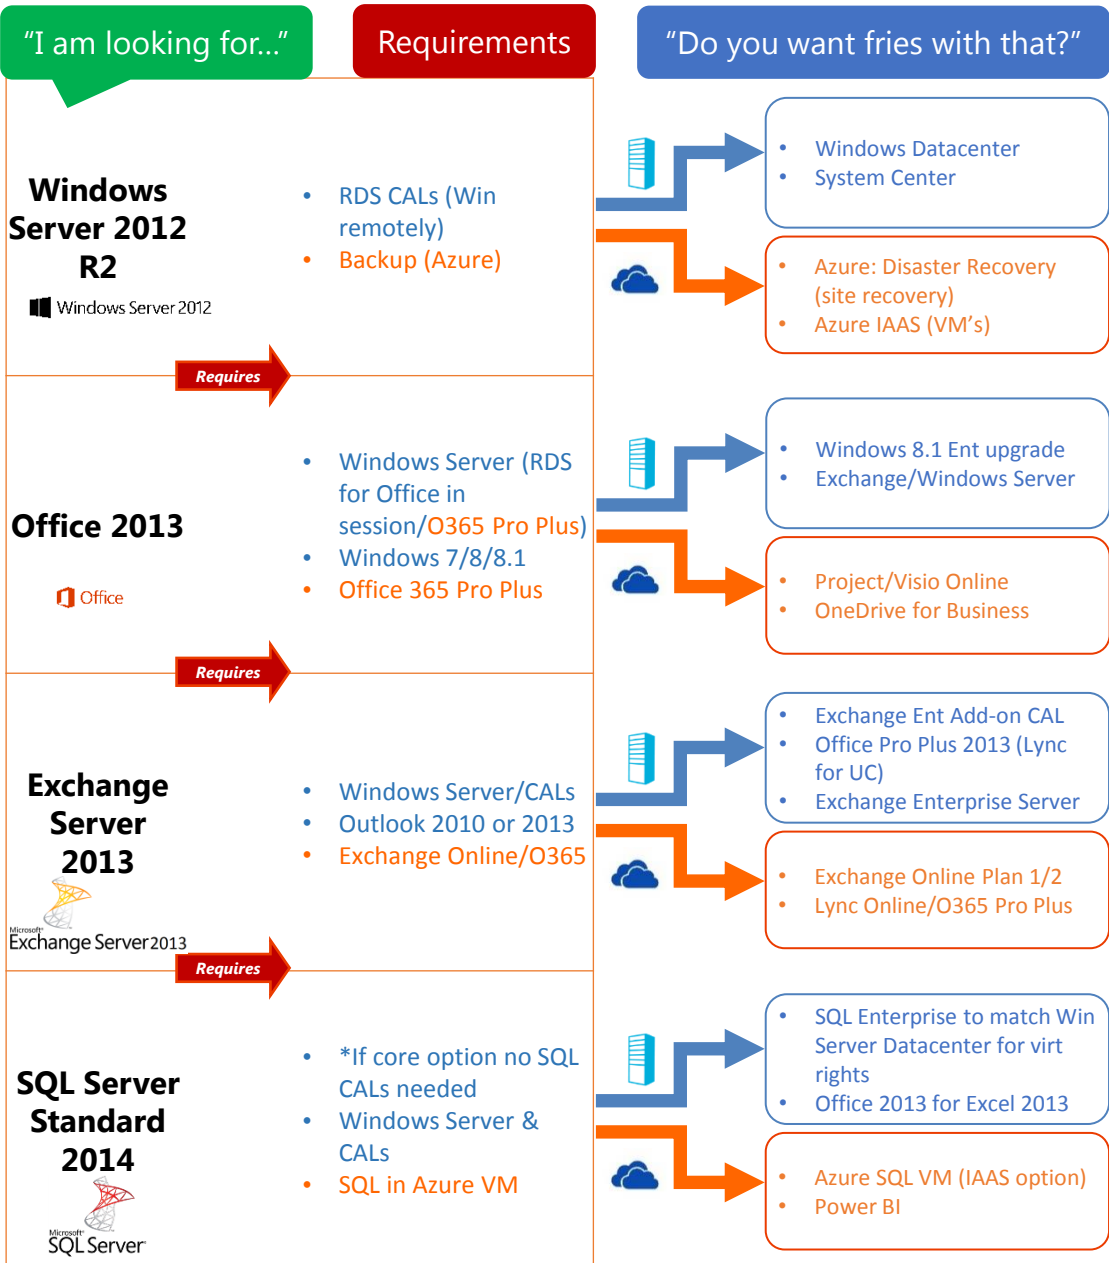 “I am looking for…”
Requirements
“Do you want fries with that?”
Windows
Server 2012
R2
Windows Server 2012
• RDS CALs (Win
remotely)
• Backup (Azure)
• Windows Datacenter
• System Center
• Azure: Disaster Recovery
(site recovery)
• Azure IAAS (VM’s)
Requires
Office 2013
Office
• Windows Server (RDS
for Office in
session/O365 Pro Plus)
• Windows 7/8/8.1
• Office 365 Pro Plus
• Windows 8.1 Ent upgrade
• Exchange/Windows Server
• Project/Visio Online
• OneDrive for Business
Requires
Exchange
Server
2013
Microsoft®
Exchange Server 2013
• Windows Server/CALs
• Outlook 2010 or 2013
• Exchange Online/O365
• Exchange Ent Add-on CAL
• Office Pro Plus 2013 (Lync
for UC)
• Exchange Enterprise Server
• Exchange Online Plan 1/2
• Lync Online/O365 Pro Plus
Requires
SQL Server
Standard
2014
Microsoft®
SQL Server
• *If core option no SQL
CALs needed
• Windows Server &
CALs
• SQL in Azure VM
• SQL Enterprise to match Win
Server Datacenter for virt
rights
• Office 2013 for Excel 2013
• Azure SQL VM (IAAS option)
• Power BI